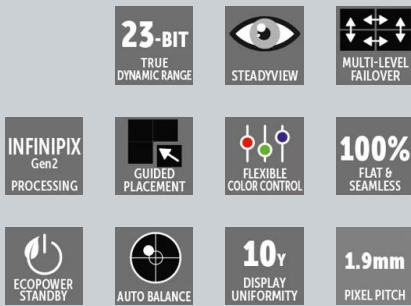 23-BIT
TRUE
DYNAMIC RANGE
STEADYVIEW
MULTI-LEVEL
FAILOVER
INFINIPIX
Gen2
PROCESSING
GUIDED
PLACEMENT
FLEXIBLE
COLOR CONTROL
100%
FLAT &
SEAMLESS
ECOPOWER
STANDBY
AUTO BALANCE
10Y
DISPLAY
UNIFORMITY
1.9mm
PIXEL PITCH